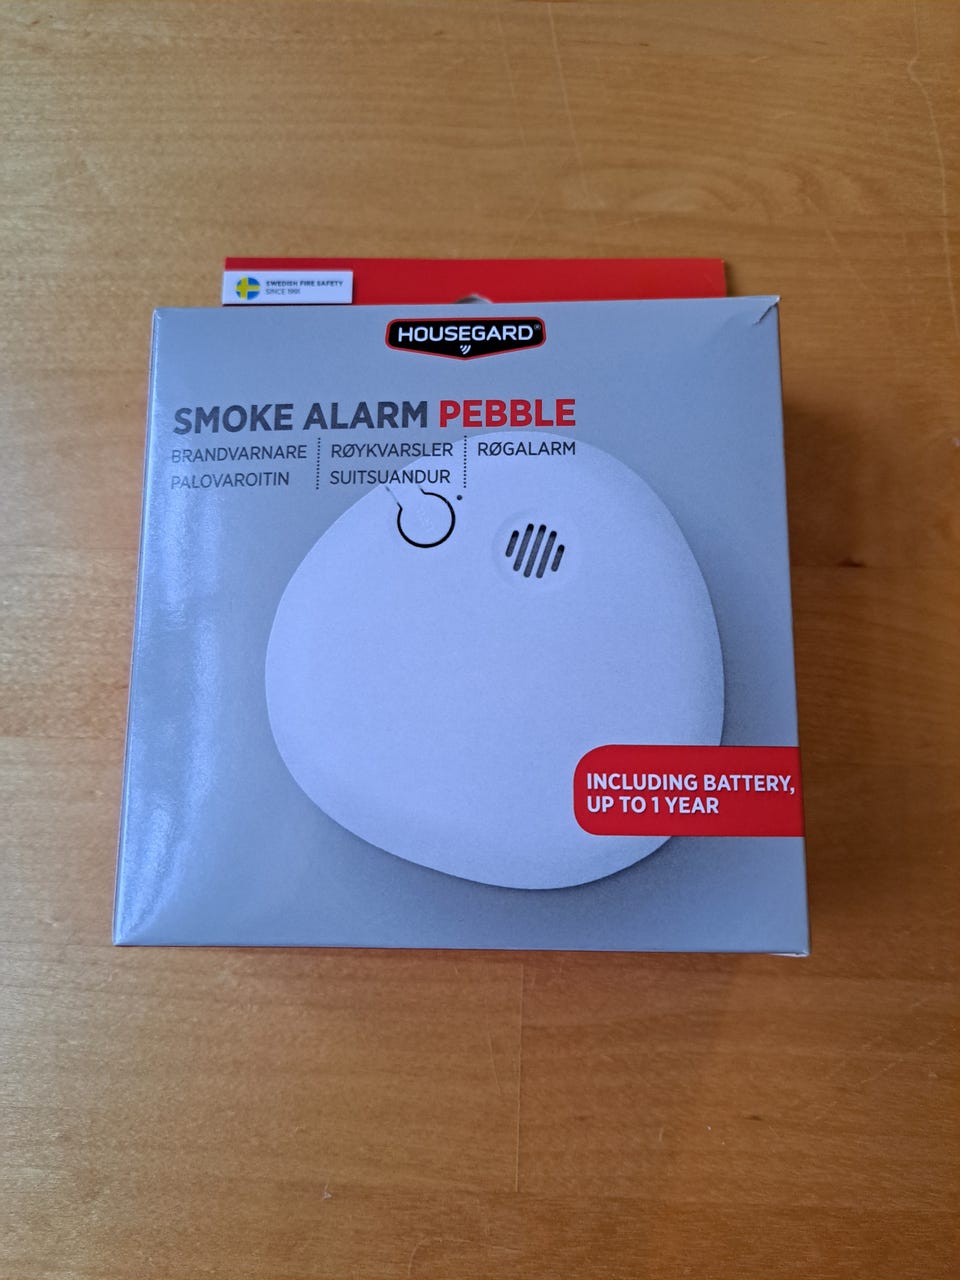 SWEDISH FIRE SAFETY
SINCE 1991
HOUSEGARD®
SMOKE ALARM PEBBLE
BRANDVARNARE RØYKVARSLER RØGALARM
PALOVAROITIN SUITSUANDUR
INCLUDING BATTERY,
UP TO 1 YEAR